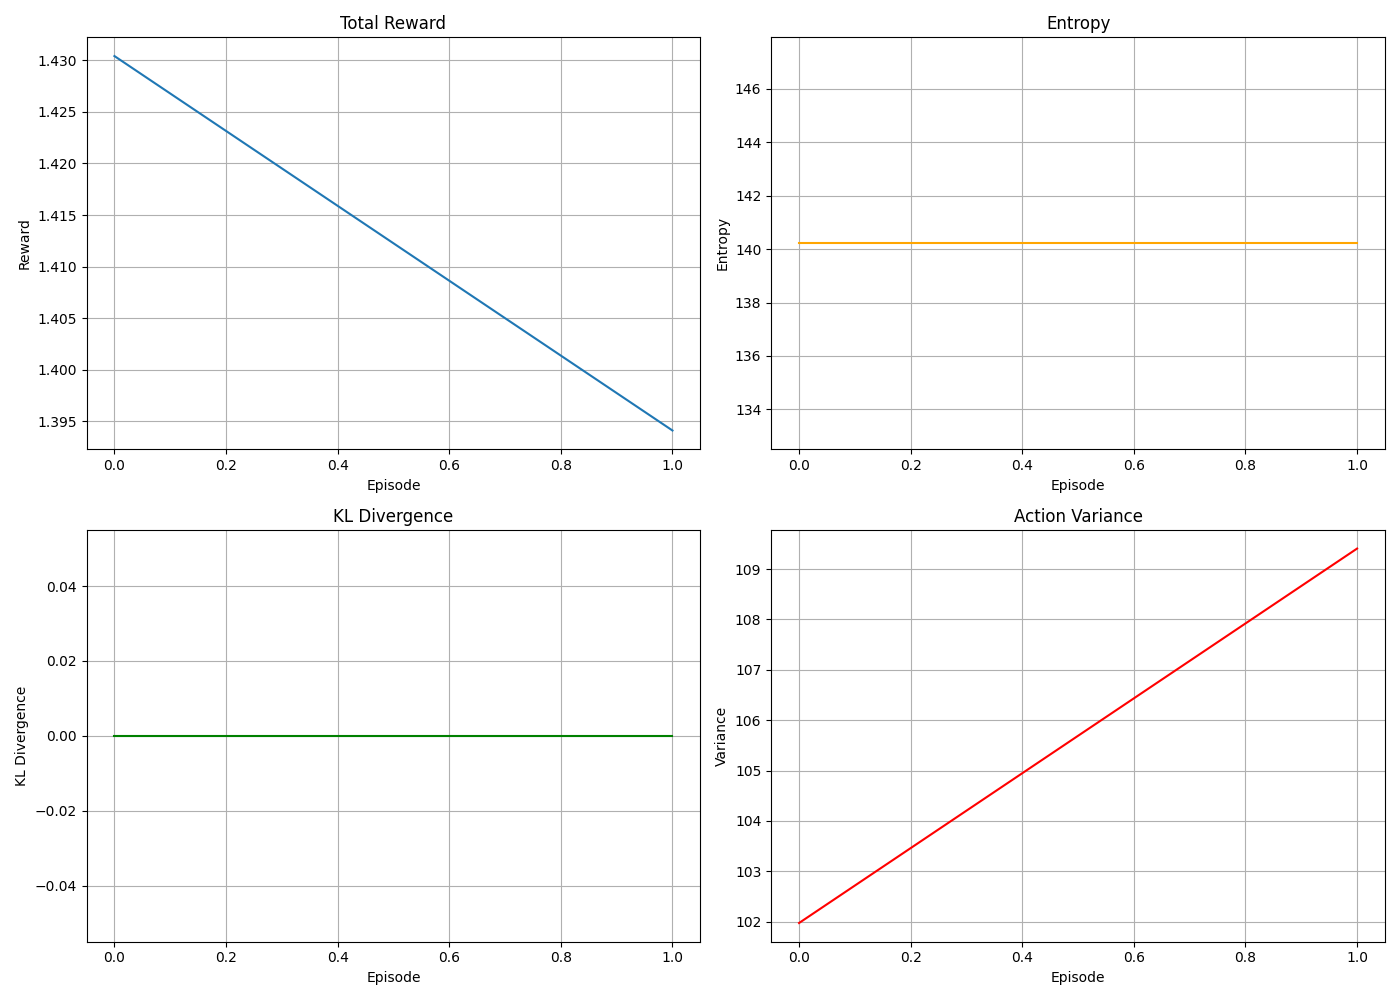 Total Reward
Reward
1.430
1.425
1.420
1.415
1.410
1.405
1.400
1.395
0.0 0.2 0.4 0.6 0.8 1.0
Episode
Entropy
Entropy
146
144
142
140
138
136
134
0.0 0.2 0.4 0.6 0.8 1.0
Episode
KL Divergence
KL Divergence
0.04
0.02
0.00
−0.02
−0.04
0.0 0.2 0.4 0.6 0.8 1.0
Episode
Action Variance
Variance
109
108
107
106
105
104
103
102
0.0 0.2 0.4 0.6 0.8 1.0
Episode